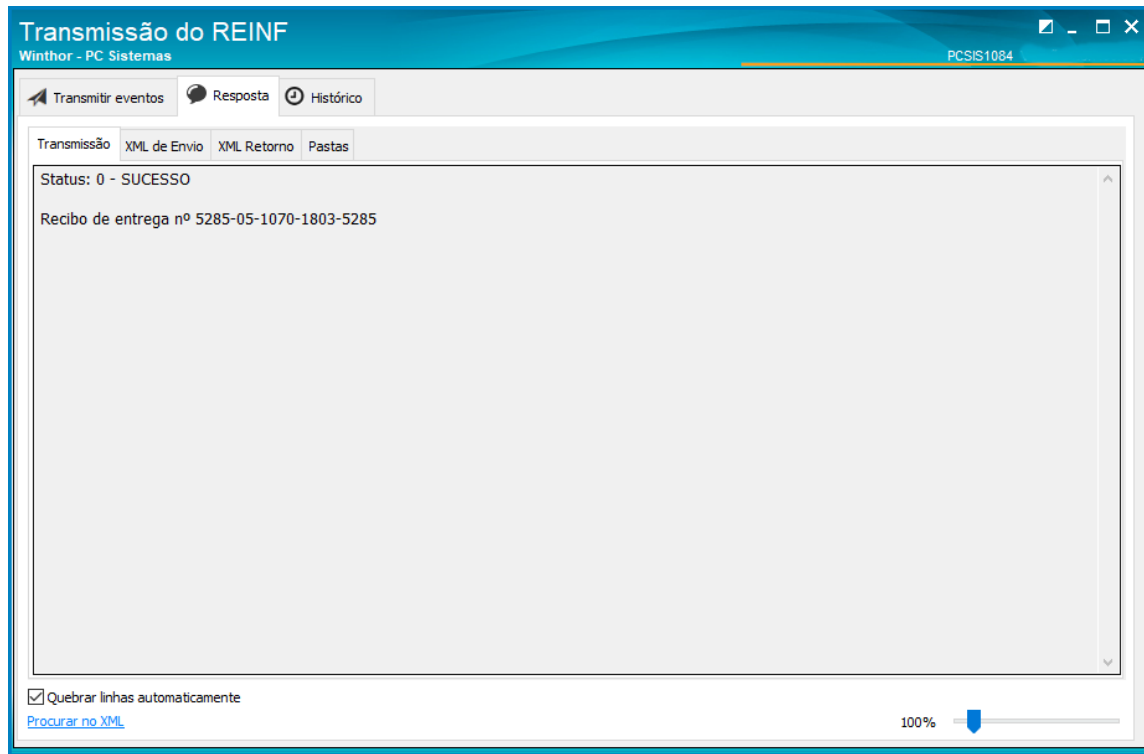 Transmissão do REINF
Winthor - PC Sistemas
PCSIS1084
Transmitir eventos Resposta Histórico
Transmissão XML de Envio XML Retorno Pastas
Status: 0 - SUCESSO
Recibo de entrega nº 5285-05-1070-1803-5285
Quebrar linhas automaticamente
Procurar no XML
100%